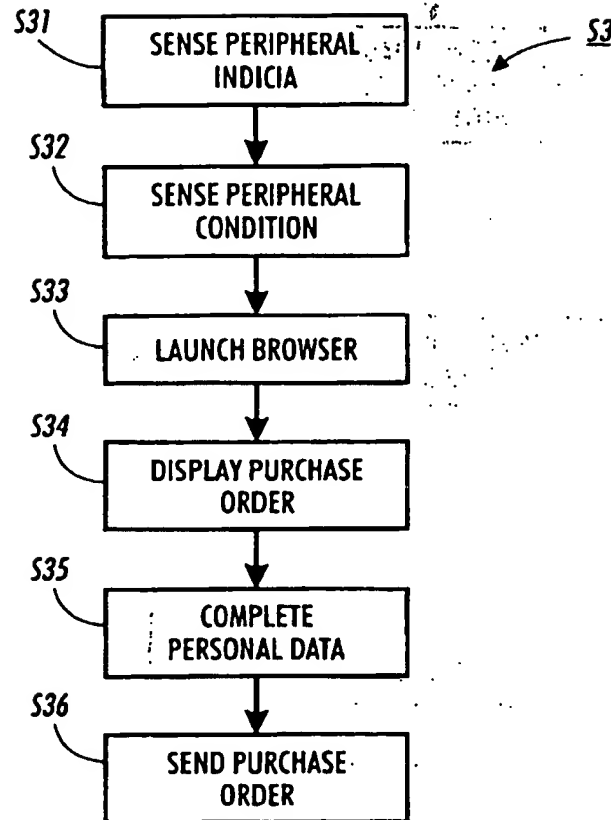 S31
SENSE PERIPHERAL
INDICIA
S3
S32
SENSE PERIPHERAL
CONDITION
S33
LAUNCH BROWSER
S34
DISPLAY PURCHASE
ORDER
S35
COMPLETE
PERSONAL DATA
S36
SEND PURCHASE
ORDER